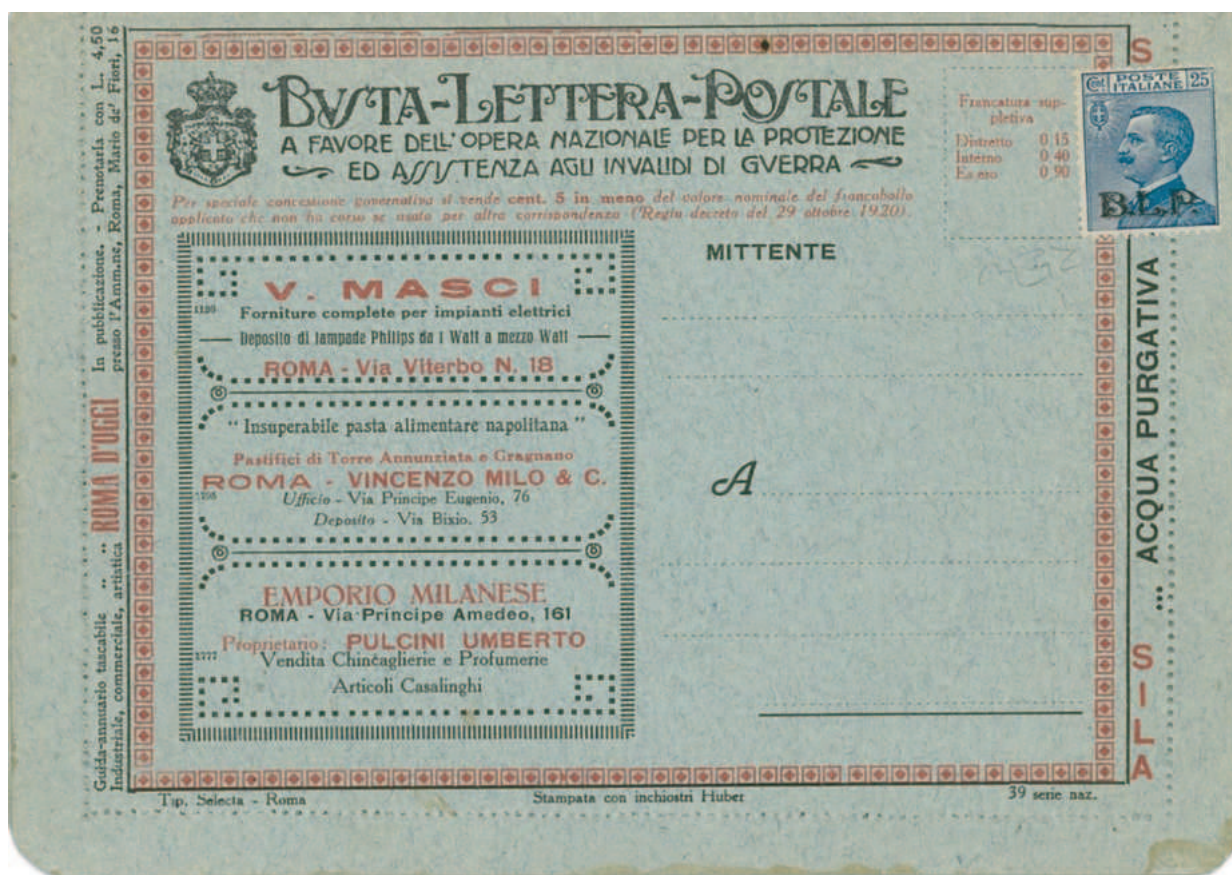 BVSTA-LETTERA-POSTALE
A FAVORE DELL'OPERA NAZIONALE PER LA PROTEZIONE
ED ASSISTENZA AGLI INVALIDI DI GVERRA
Per speciale concessione governativa si vende cent. 5 in meno del valore nominale del francobollo
applicato che non ha corso se usato per altra corrispondenza (Regio decreto del 29 ottobre 1920).
Francatura sup-
pletiva
Distretto 0,15
Interno 0 40
0,90
Cent. POSTE ITALIANE 25
B.L.P.
V. MASCI
Forniture complete per impianti elettrici
Deposito di lampade Philips da 1 Watt a mezzo Watt
ROMA - Via Viterbo N. 18
"Insuperabile pasta alimentare napolitana"
Pastifici di Torre Annunziata e Gragnano
ROMA - VINCENZO MILO & C.
Ufficio - Via Principe Eugenio, 76
Deposito - Via Bixio. 53
EMPORIO MILANESE
ROMA - Via Principe Amedeo, 161
Proprietario: PULCINI UMBERTO
1777
Vendita Chincaglierie e Profumerie
Articoli Casalinghi
MITTENTE
A
Tip. Selecta - Roma
Stampata con inchiostri Huber
39 serie naz.
Guida-annuario tascabile .. .. ROMA D'OGGI In pubblicazione. - Prenotaria con L. 4,50
Industriale, commerciale, artistica presso l'Amm.ne, Roma, Mario de' Fiori, 16
S
... ACQUA PURGATIVA
SILA